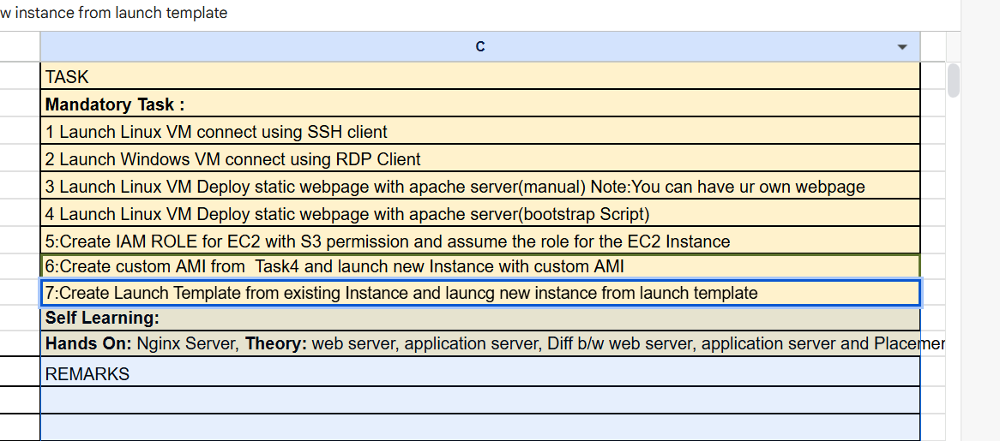 w instance from launch template
C
TASK
Mandatory Task :
1 Launch Linux VM connect using SSH client
2 Launch Windows VM connect using RDP Client
3 Launch Linux VM Deploy static webpage with apache server(manual) Note:You can have ur own webpage
4 Launch Linux VM Deploy static webpage with apache server(bootstrap Script)
5:Create IAM ROLE for EC2 with S3 permission and assume the role for the EC2 Instance
6:Create custom AMI from  Task4 and launch new Instance with custom AMI
7:Create Launch Template from existing Instance and launcg new instance from launch template
Self Learning:
Hands On: Nginx Server, Theory: web server, application server, Diff b/w web server, application server and Placemer
REMARKS